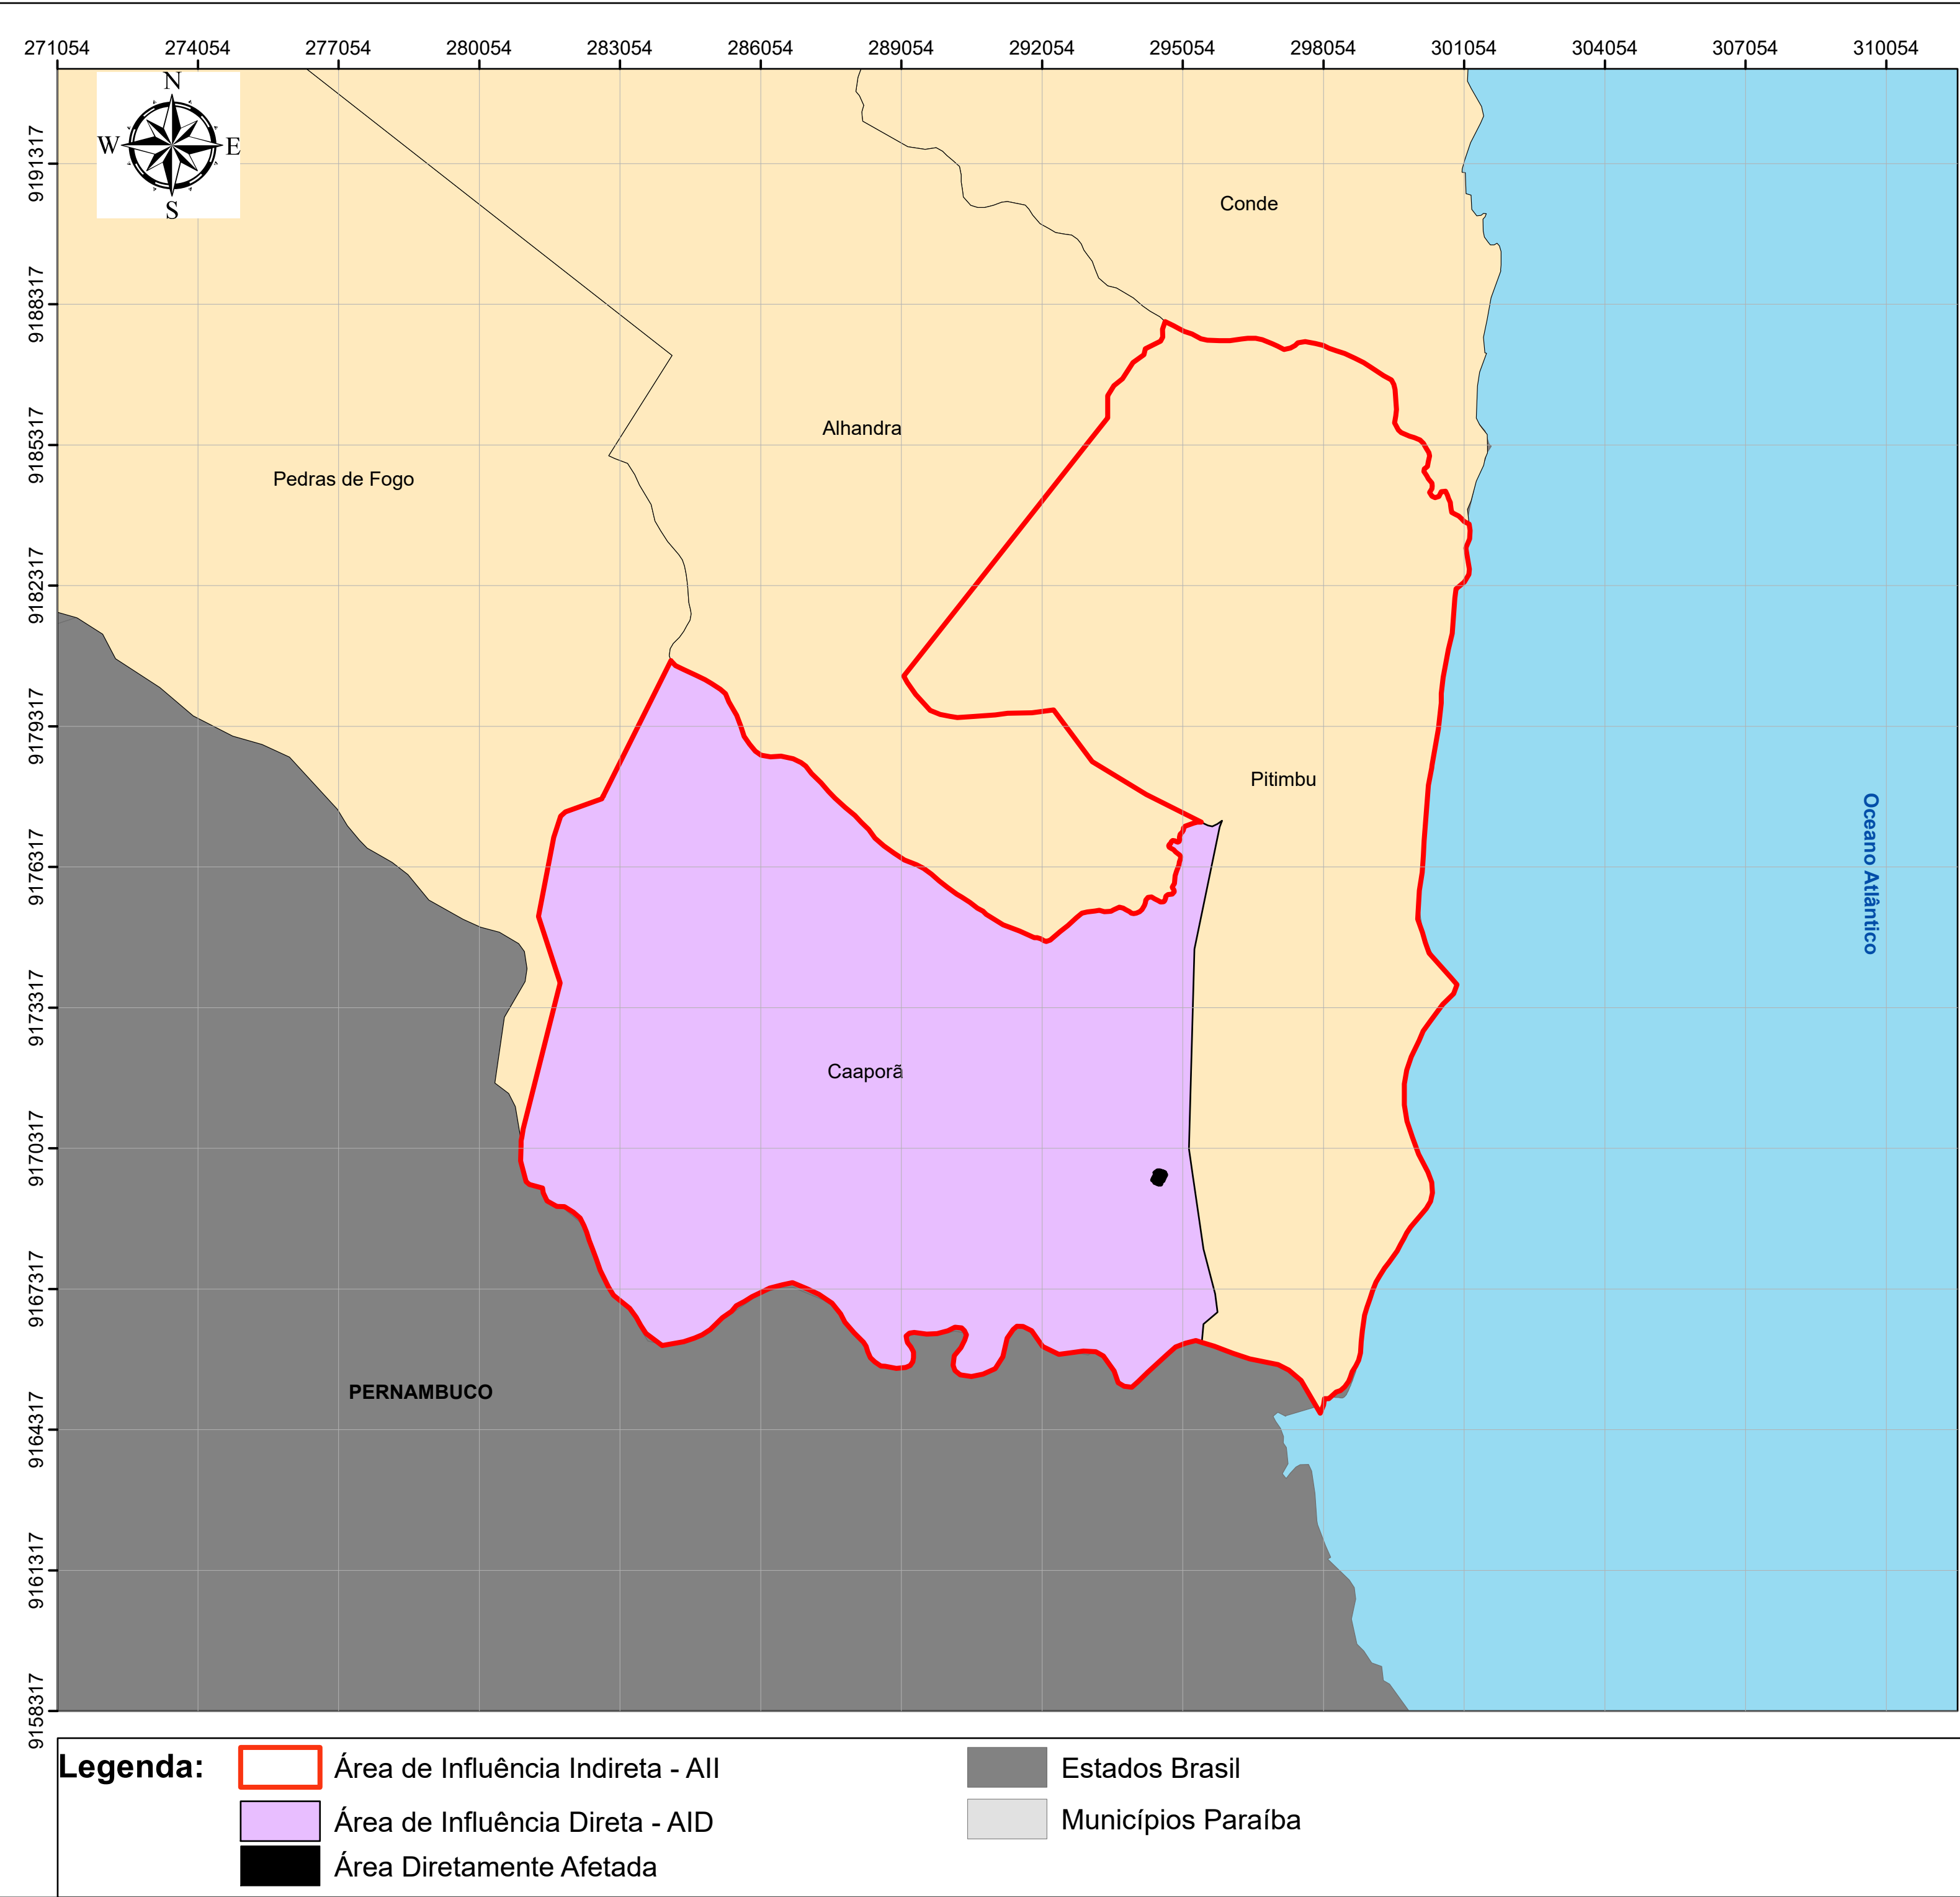 271054 274054 277054 280054 283054 286054 289054 292054 295054 298054 301054 304054 307054 310054
N
W E
S
9191317
9188317
9185317
9182317
9179317
9176317
9173317
9170317
9167317
9164317
9161317
9158317
Conde
Alhandra
Pedras de Fogo
Pitimbu
Oceano Atlântico
Caaporã
PERNAMBUCO
Legenda:
Área de Influência Indireta - AII
Área de Influência Direta - AID
Área Diretamente Afetada
Estados Brasil
Municípios Paraíba